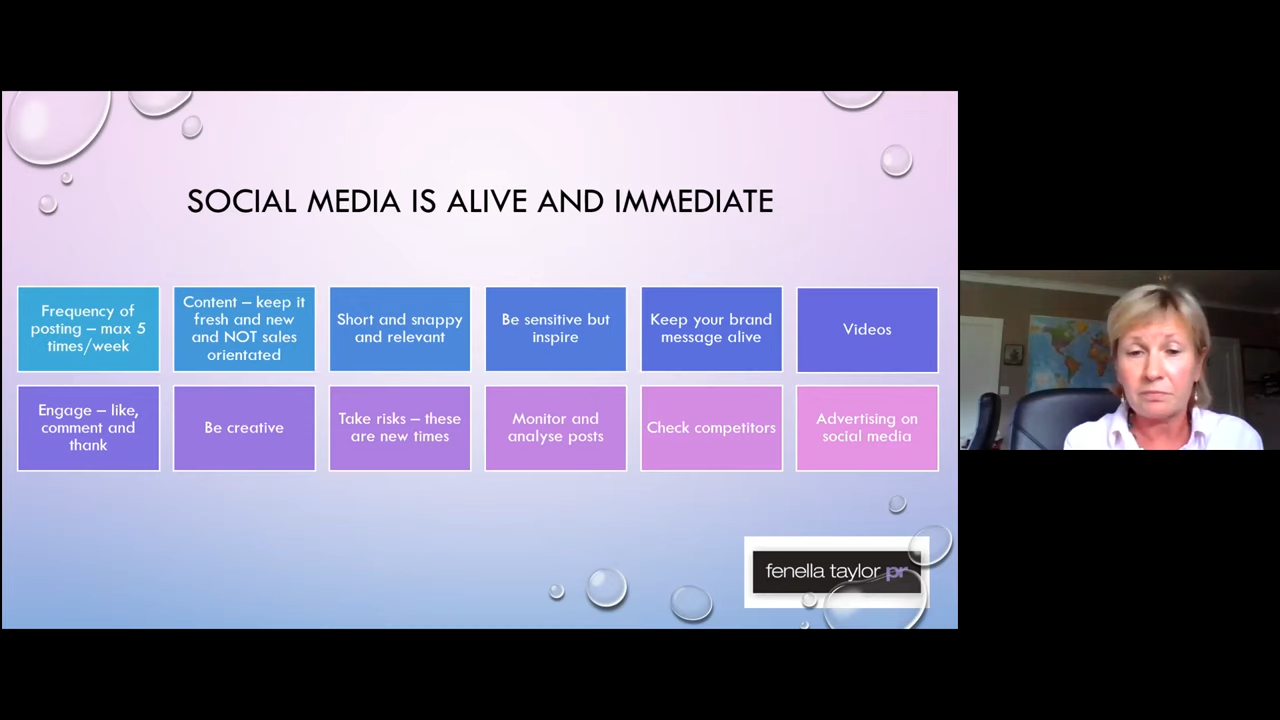 SOCIAL MEDIA IS ALIVE AND IMMEDIATE
Frequency of
posting – max 5
times/week
Content – keep it
fresh and new
and NOT sales
orientated
Short and snappy
and relevant
Be sensitive but
inspire
Keep your brand
message alive
Videos
Engage – like,
comment and
thank
Be creative
Take risks – these
are new times
Monitor and
analyse posts
Check competitors
Advertising on
social media
fenella taylor pr